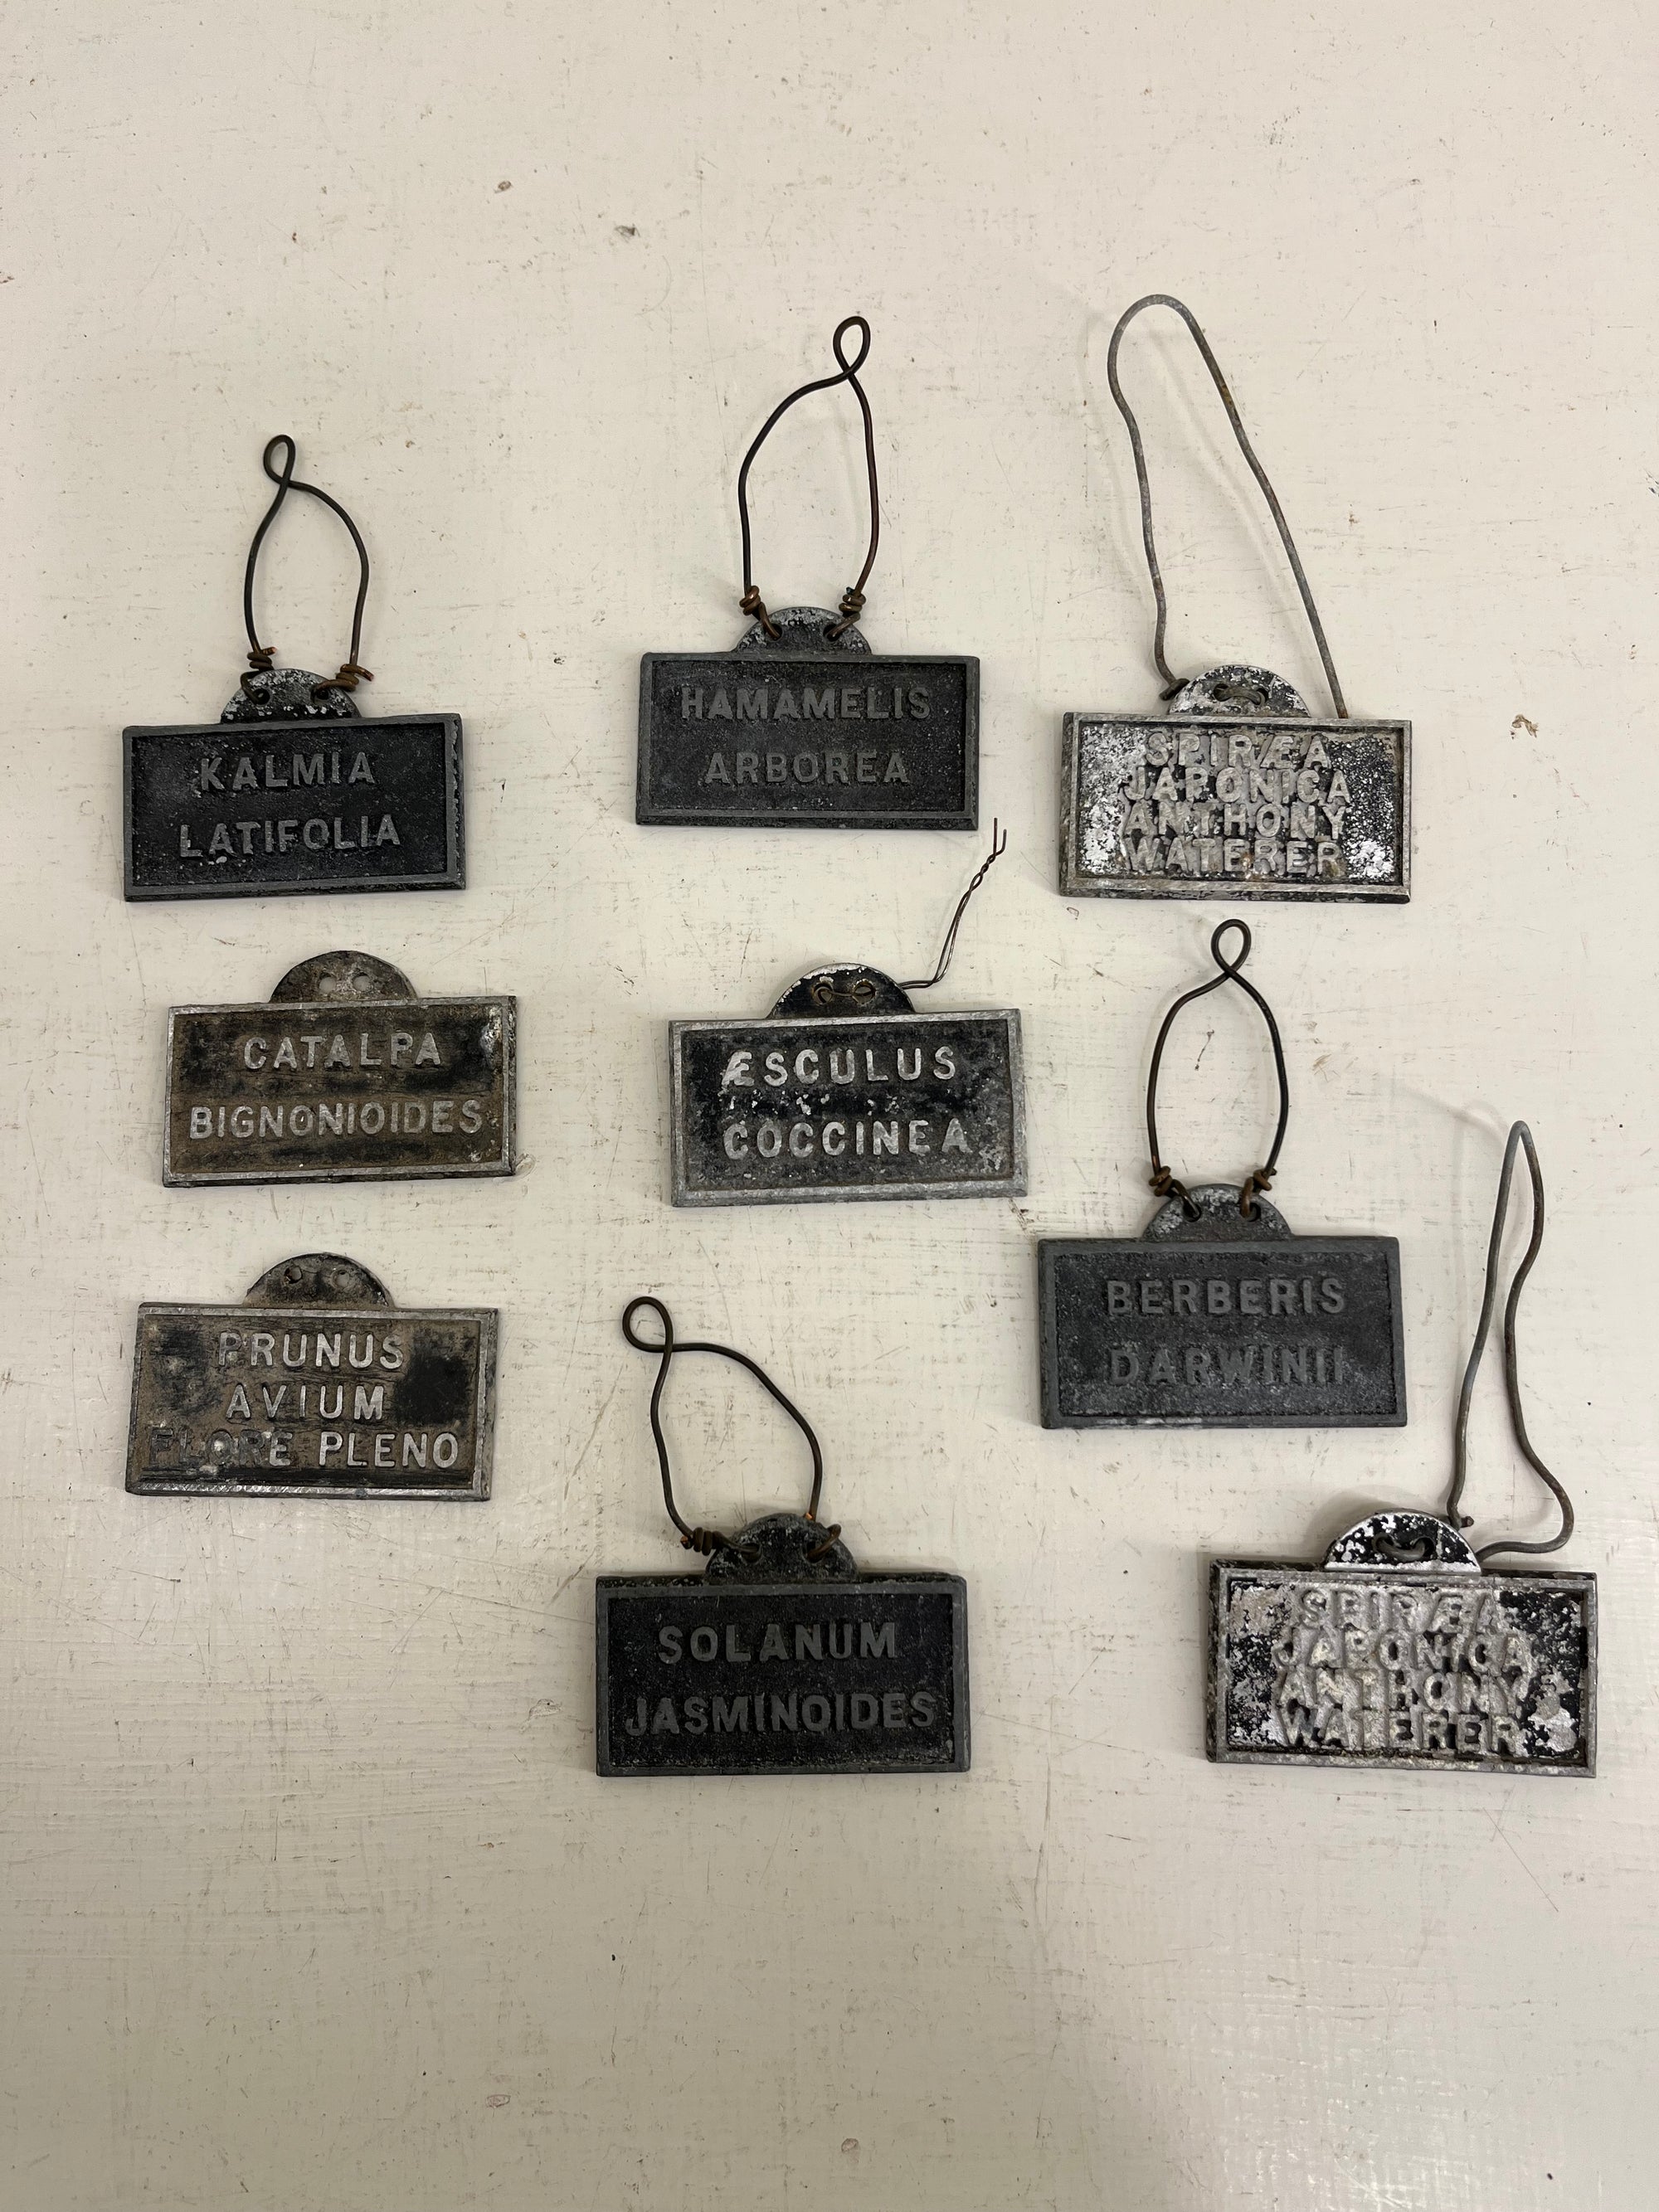 KALMIA
LATIFOLIA
HAMAMELIS
ARBOREA
SPIRÆA
JAPONICA
ANTHONY
WATERER
CATALPA
BIGNONIOIDES
ÆSCULUS
COCCINEA
BERBERIS
DARWINII
PRUNUS
AVIUM
FLORE PLENO
SOLANUM
JASMINOIDES
SPIRÆA
JAPONICA
ANTHONY
WATERER